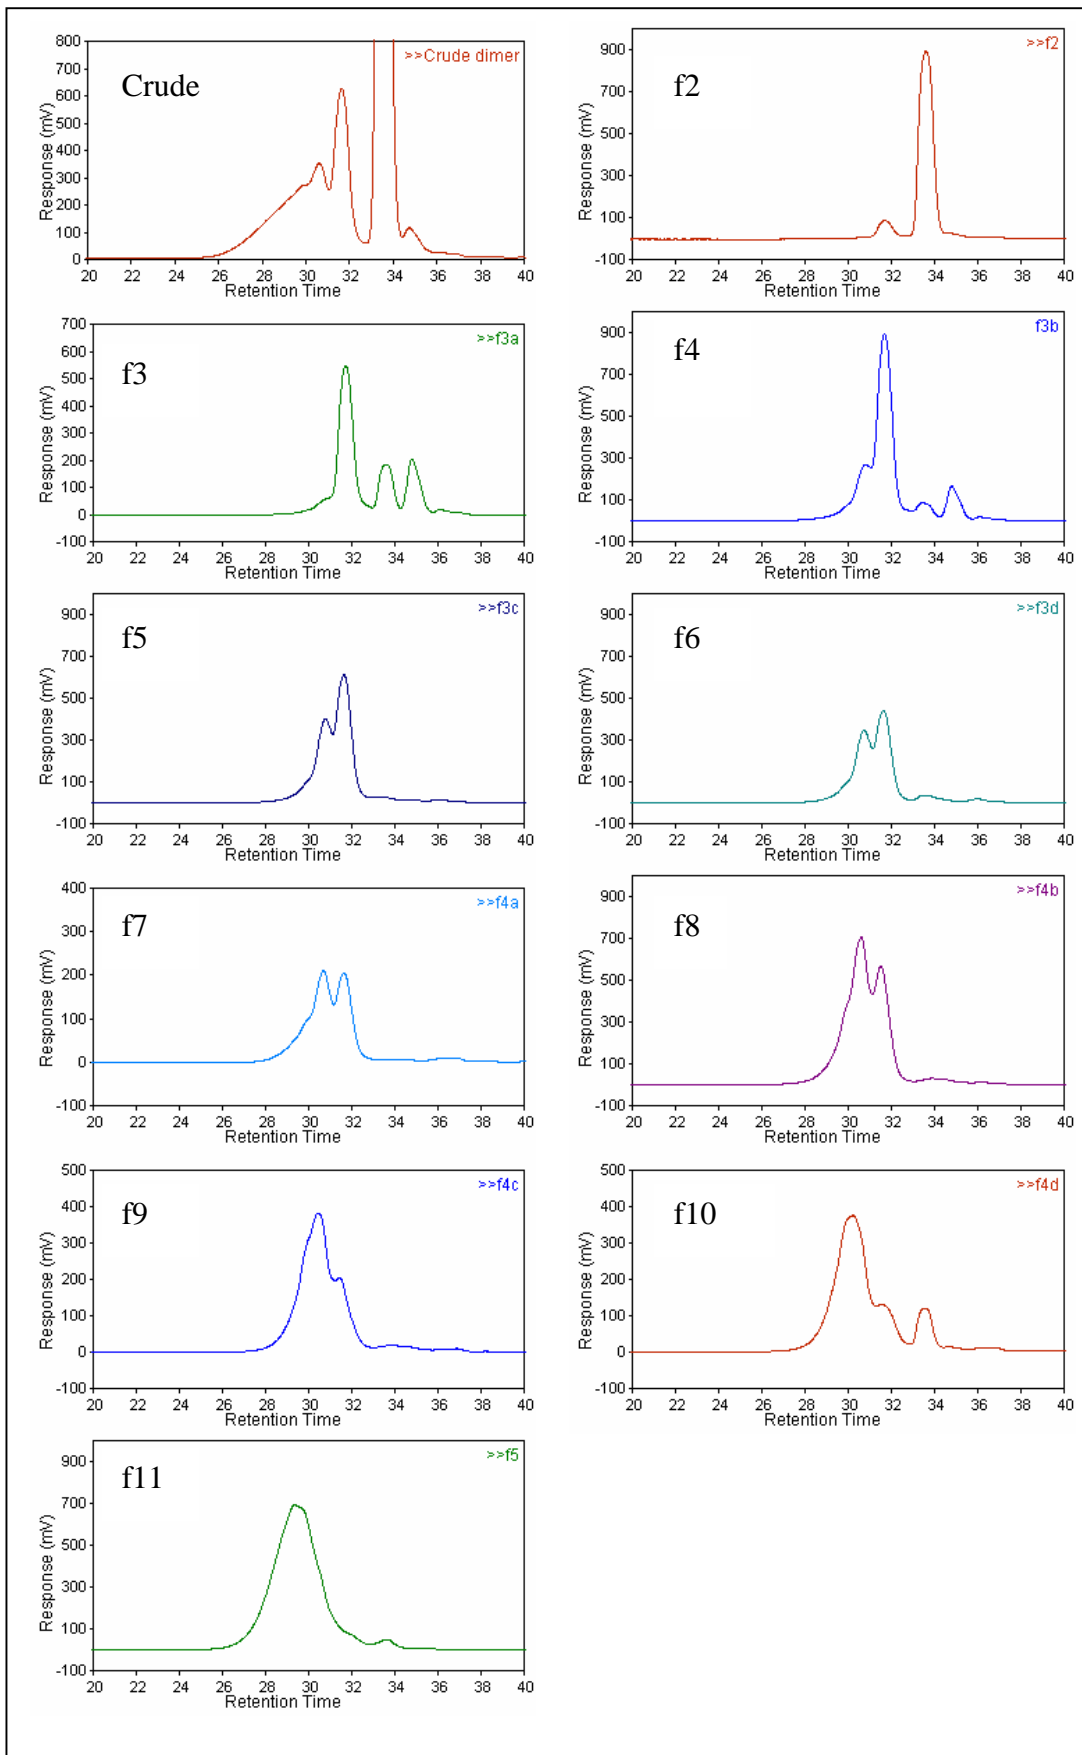 Crude
>>Crude dimer
Response (mV)
800
700
600
500
400
300
200
100
0
20 22 24 26 28 30 32 34 36 38 40
Retention Time
f2
>>f2
Response (mV)
900
700
500
300
100
-100
20 22 24 26 28 30 32 34 36 38 40
Retention Time
f3
>>f3a
Response (mV)
700
600
500
400
300
200
100
0
-100
20 22 24 26 28 30 32 34 36 38 40
Retention Time
f4
f3b
Response (mV)
900
700
500
300
100
-100
20 22 24 26 28 30 32 34 36 38 40
Retention Time
f5
>>f3c
Response (mV)
900
700
500
300
100
-100
20 22 24 26 28 30 32 34 36 38 40
Retention Time
f6
>>f3d
Response (mV)
900
700
500
300
100
-100
20 22 24 26 28 30 32 34 36 38 40
Retention Time
f7
>>f4a
Response (mV)
400
300
200
100
0
-100
20 22 24 26 28 30 32 34 36 38 40
Retention Time
f8
>>f4b
Response (mV)
900
700
500
300
100
-100
20 22 24 26 28 30 32 34 36 38 40
Retention Time
f9
>>f4c
Response (mV)
500
400
300
200
100
0
-100
20 22 24 26 28 30 32 34 36 38 40
Retention Time
f10
>>f4d
Response (mV)
500
400
300
200
100
0
-100
20 22 24 26 28 30 32 34 36 38 40
Retention Time
f11
>>f5
Response (mV)
900
700
500
300
100
-100
20 22 24 26 28 30 32 34 36 38 40
Retention Time